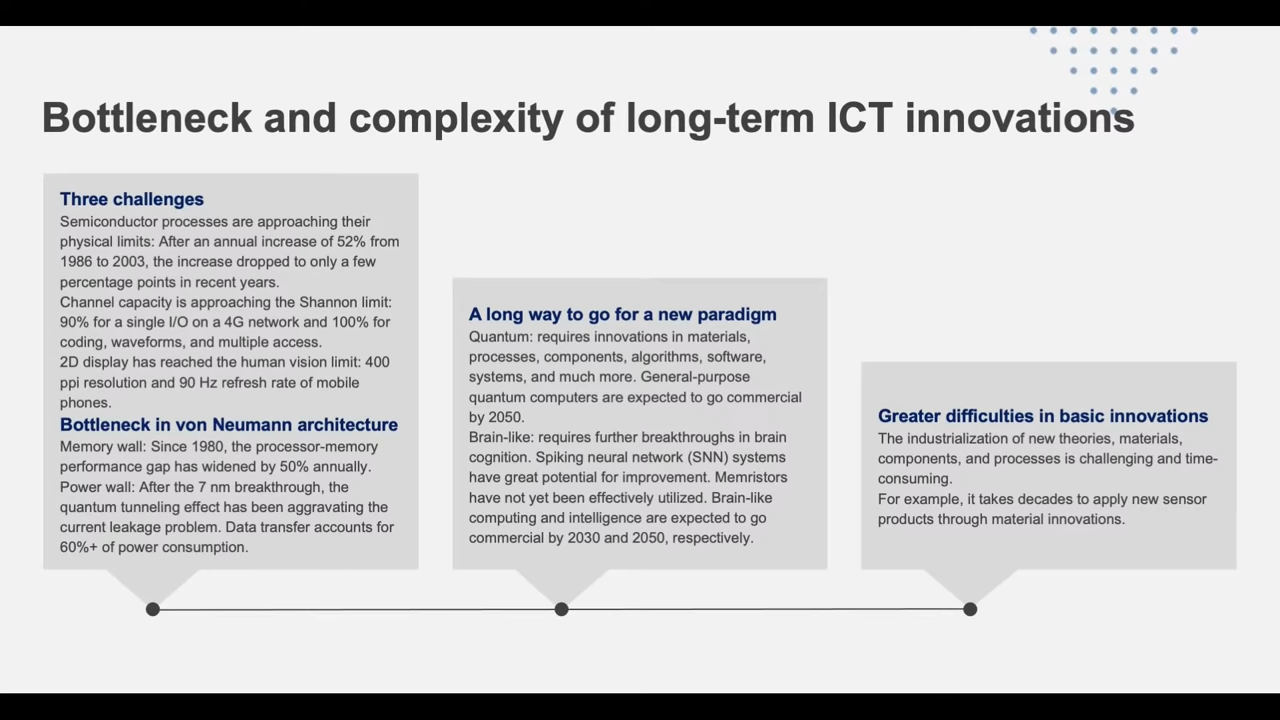 Bottleneck and complexity of long-term ICT innovations
Three challenges
Semiconductor processes are approaching their
physical limits: After an annual increase of 52% from
1986 to 2003, the increase dropped to only a few
percentage points in recent years.
Channel capacity is approaching the Shannon limit:
90% for a single I/O on a 4G network and 100% for
coding, waveforms, and multiple access.
2D display has reached the human vision limit: 400
ppi resolution and 90 Hz refresh rate of mobile
phones.
Bottleneck in von Neumann architecture
Memory wall: Since 1980, the processor-memory
performance gap has widened by 50% annually.
Power wall: After the 7 nm breakthrough, the
quantum tunneling effect has been aggravating the
current leakage problem. Data transfer accounts for
60%+ of power consumption.
A long way to go for a new paradigm
Quantum: requires innovations in materials,
processes, components, algorithms, software,
systems, and much more. General-purpose
quantum computers are expected to go commercial
by 2050.
Brain-like: requires further breakthroughs in brain
cognition. Spiking neural network (SNN) systems
have great potential for improvement. Memristors
have not yet been effectively utilized. Brain-like
computing and intelligence are expected to go
commercial by 2030 and 2050, respectively.
Greater difficulties in basic innovations
The industrialization of new theories, materials,
components, and processes is challenging and time-
consuming.
For example, it takes decades to apply new sensor
products through material innovations.